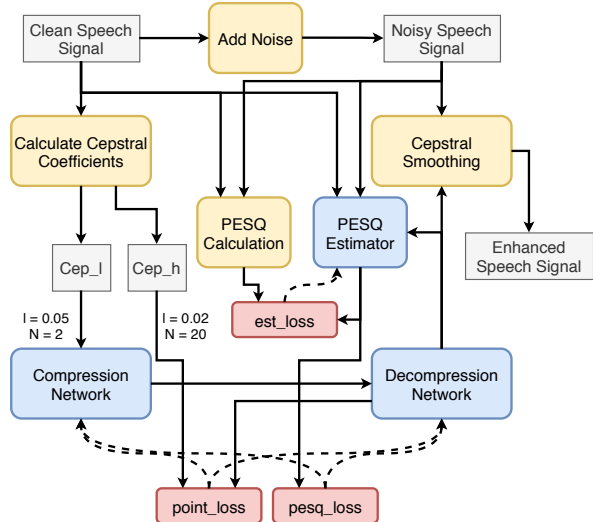 Clean Speech
Signal
Add Noise
Noisy Speech
Signal
Calculate Cepstral
Coefficients
Cepstral
Smoothing
PESQ
Calculation
PESQ
Estimator
Cep_l
Cep_h
Enhanced
Speech Signal
l = 0.05
N = 2
l = 0.02
N = 20
est_loss
Compression
Network
Decompression
Network
point_loss
pesq_loss